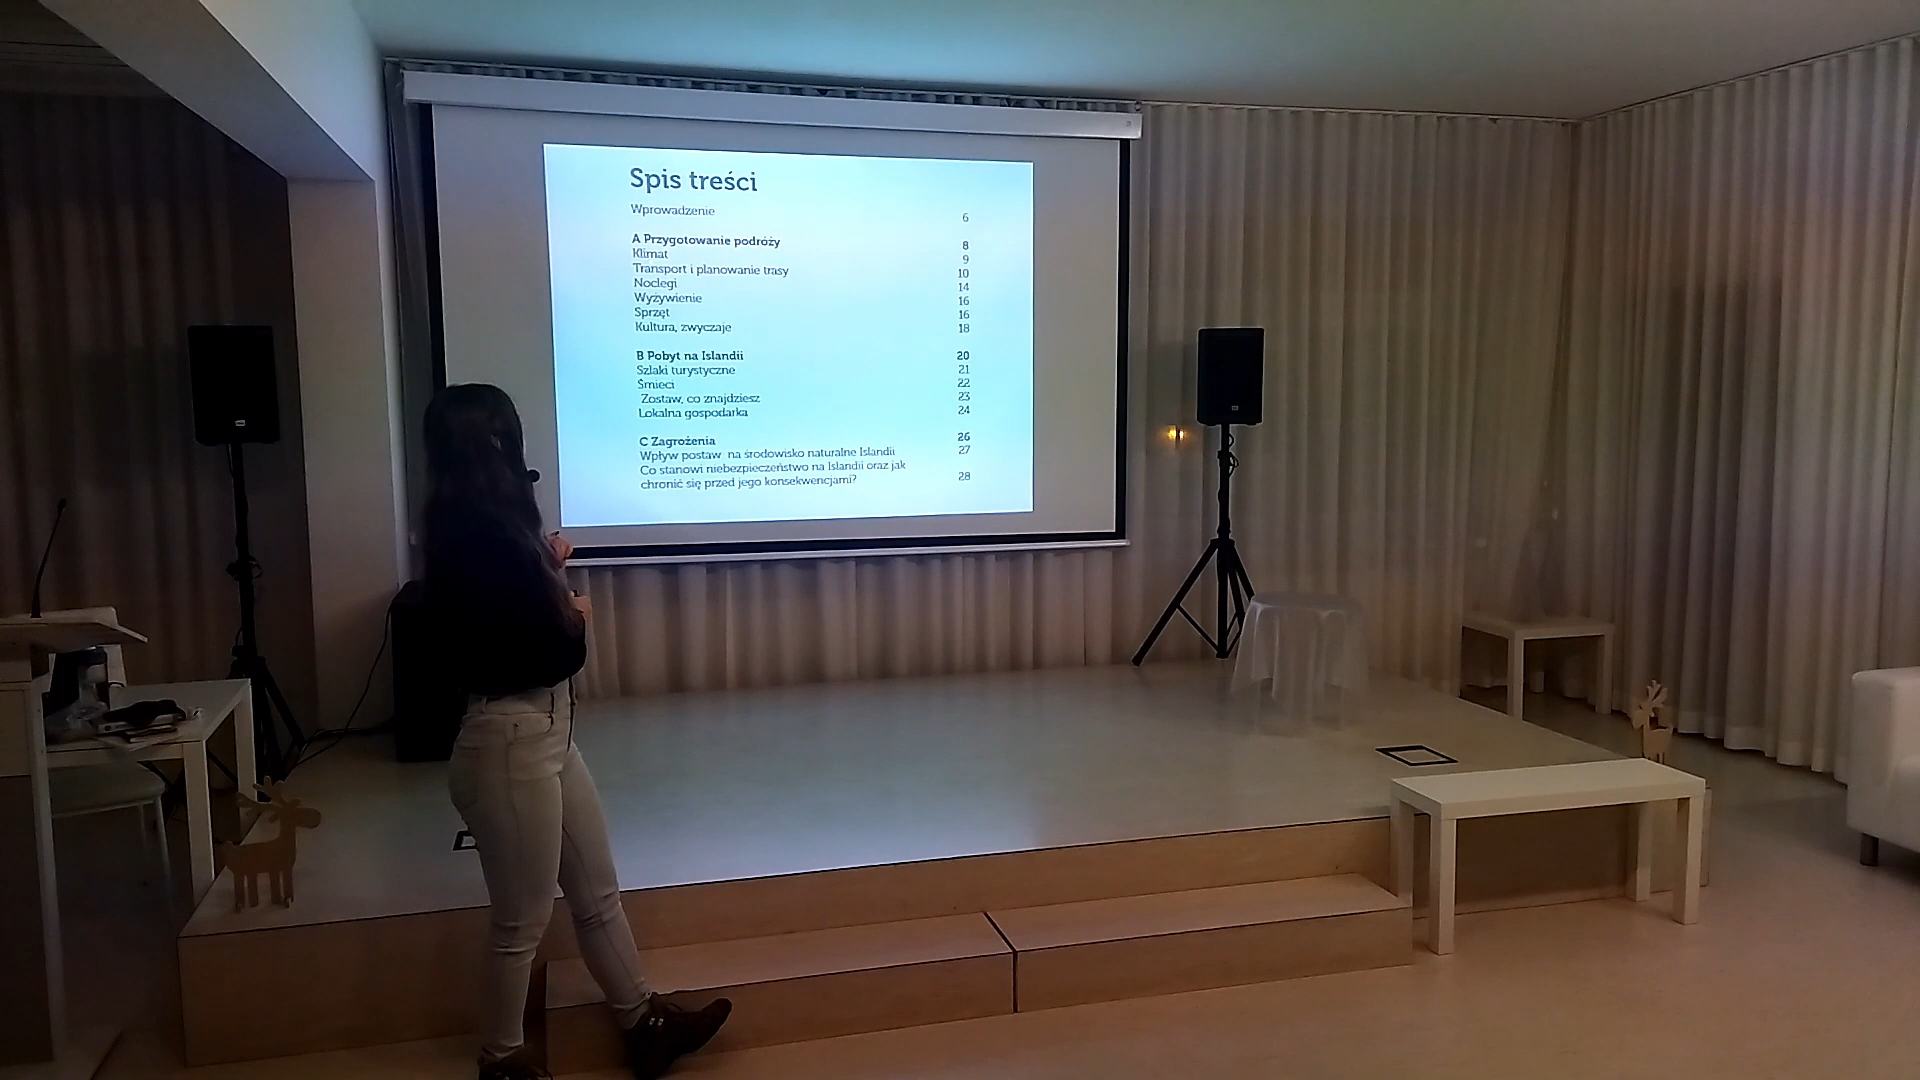 Spis treści
Wprowadzenie 6
A Przygotowanie podróży 8
Klimat 9
Transport i planowanie trasy 10
Noclegi 14
Wyżywienie 16
Sprzęt 16
Kultura, zwyczaje 18
B Pobyt na Islandii 20
Szlaki turystyczne 21
Śmieci 22
Zostaw, co znajdziesz 23
Lokalna gospodarka 24
C Zagrożenia 26
Wpływ postaw na środowisko naturalne Islandii 27
Co stanowi niebezpieczeństwo na Islandii oraz jak
chronić się przed jego konsekwencjami? 28